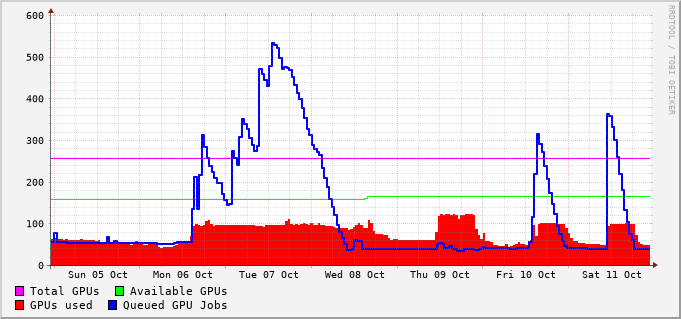 600
500
400
300
200
100
0
Sun 05 Oct Mon 06 Oct Tue 07 Oct Wed 08 Oct Thu 09 Oct Fri 10 Oct Sat 11 Oct
Total GPUs Available GPUs
GPUs used Queued GPU Jobs
RRDTOOL / TOBI OETIKER